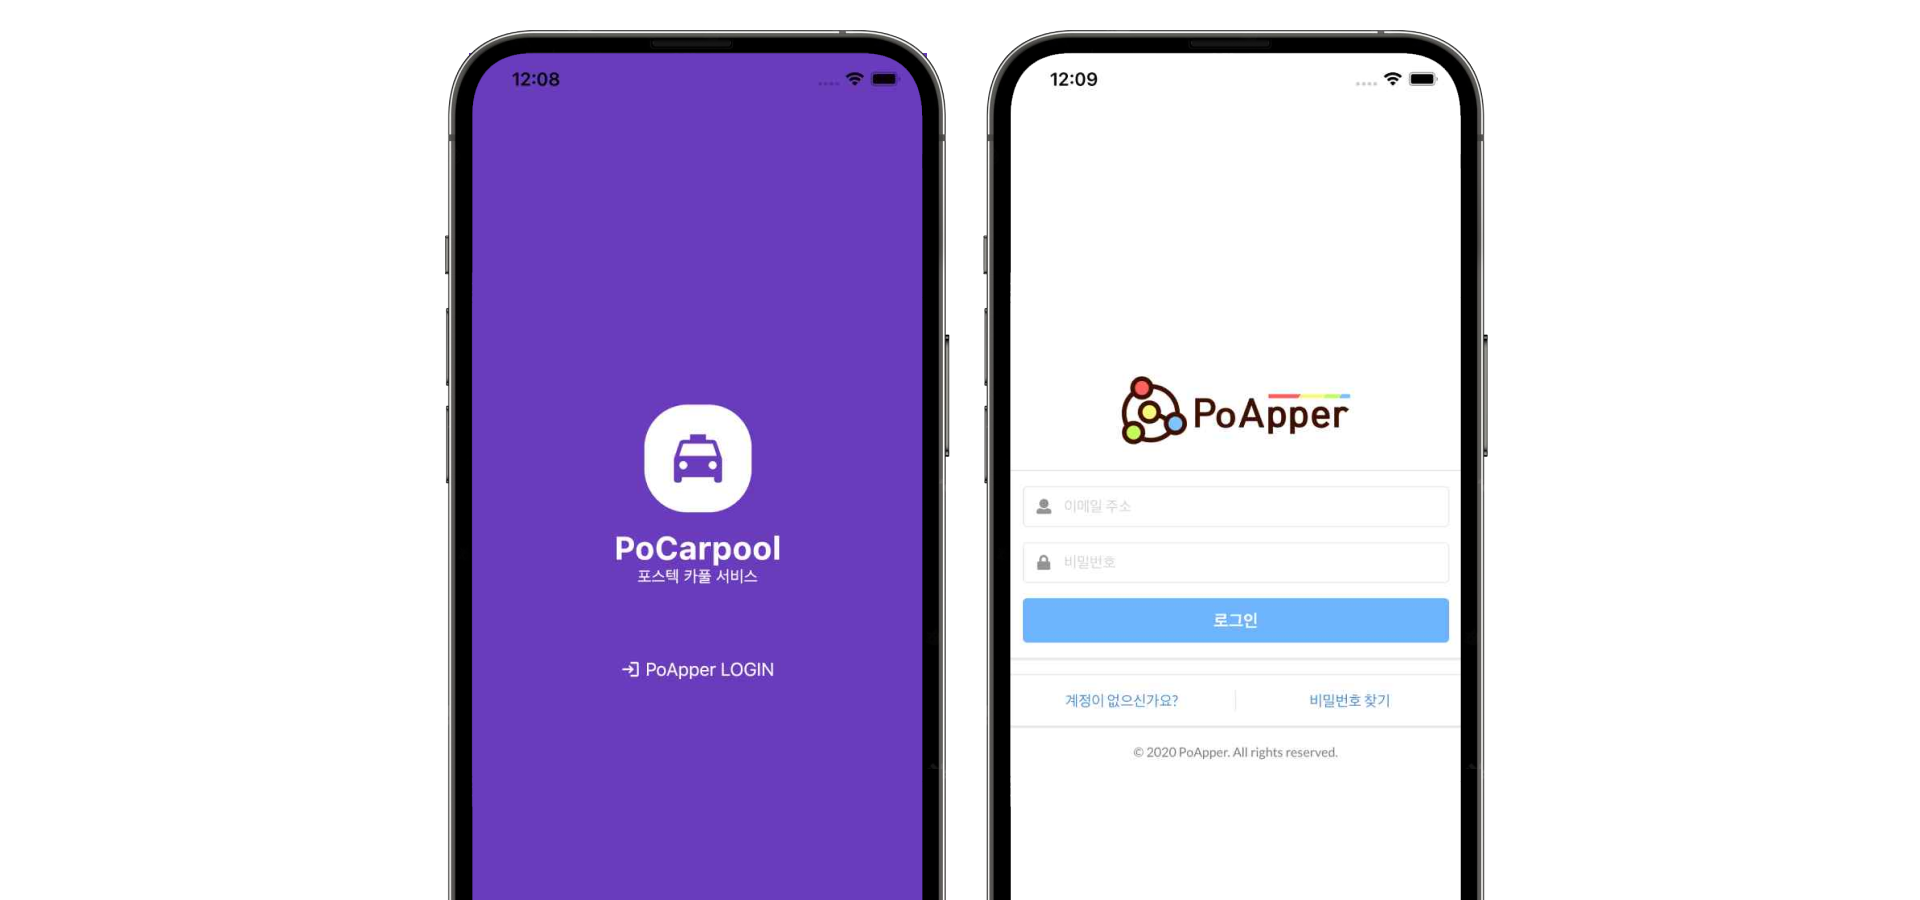 12:08
PoCarpool
포스텍 카풀 서비스
PoApper LOGIN
12:09
PoApper
이메일 주소
비밀번호
로그인
계정이 없으신가요?
비밀번호 찾기
© 2020 PoApper. All rights reserved.